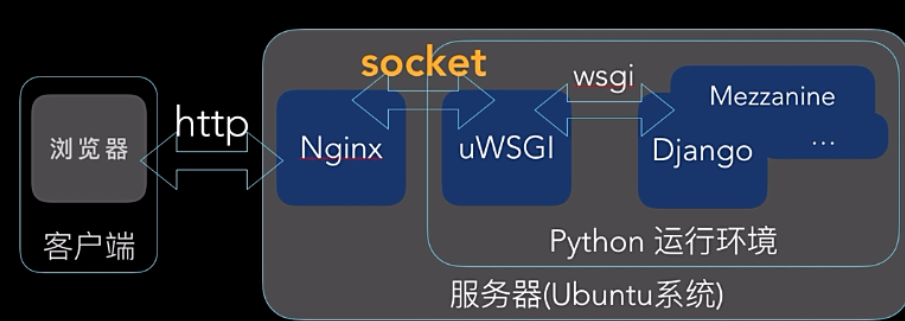 socket
wsgi
Mezzanine
http
浏览器
Nginx
uWSGI
Django
...
客户端
Python 运行环境
服务器(Ubuntu系统)